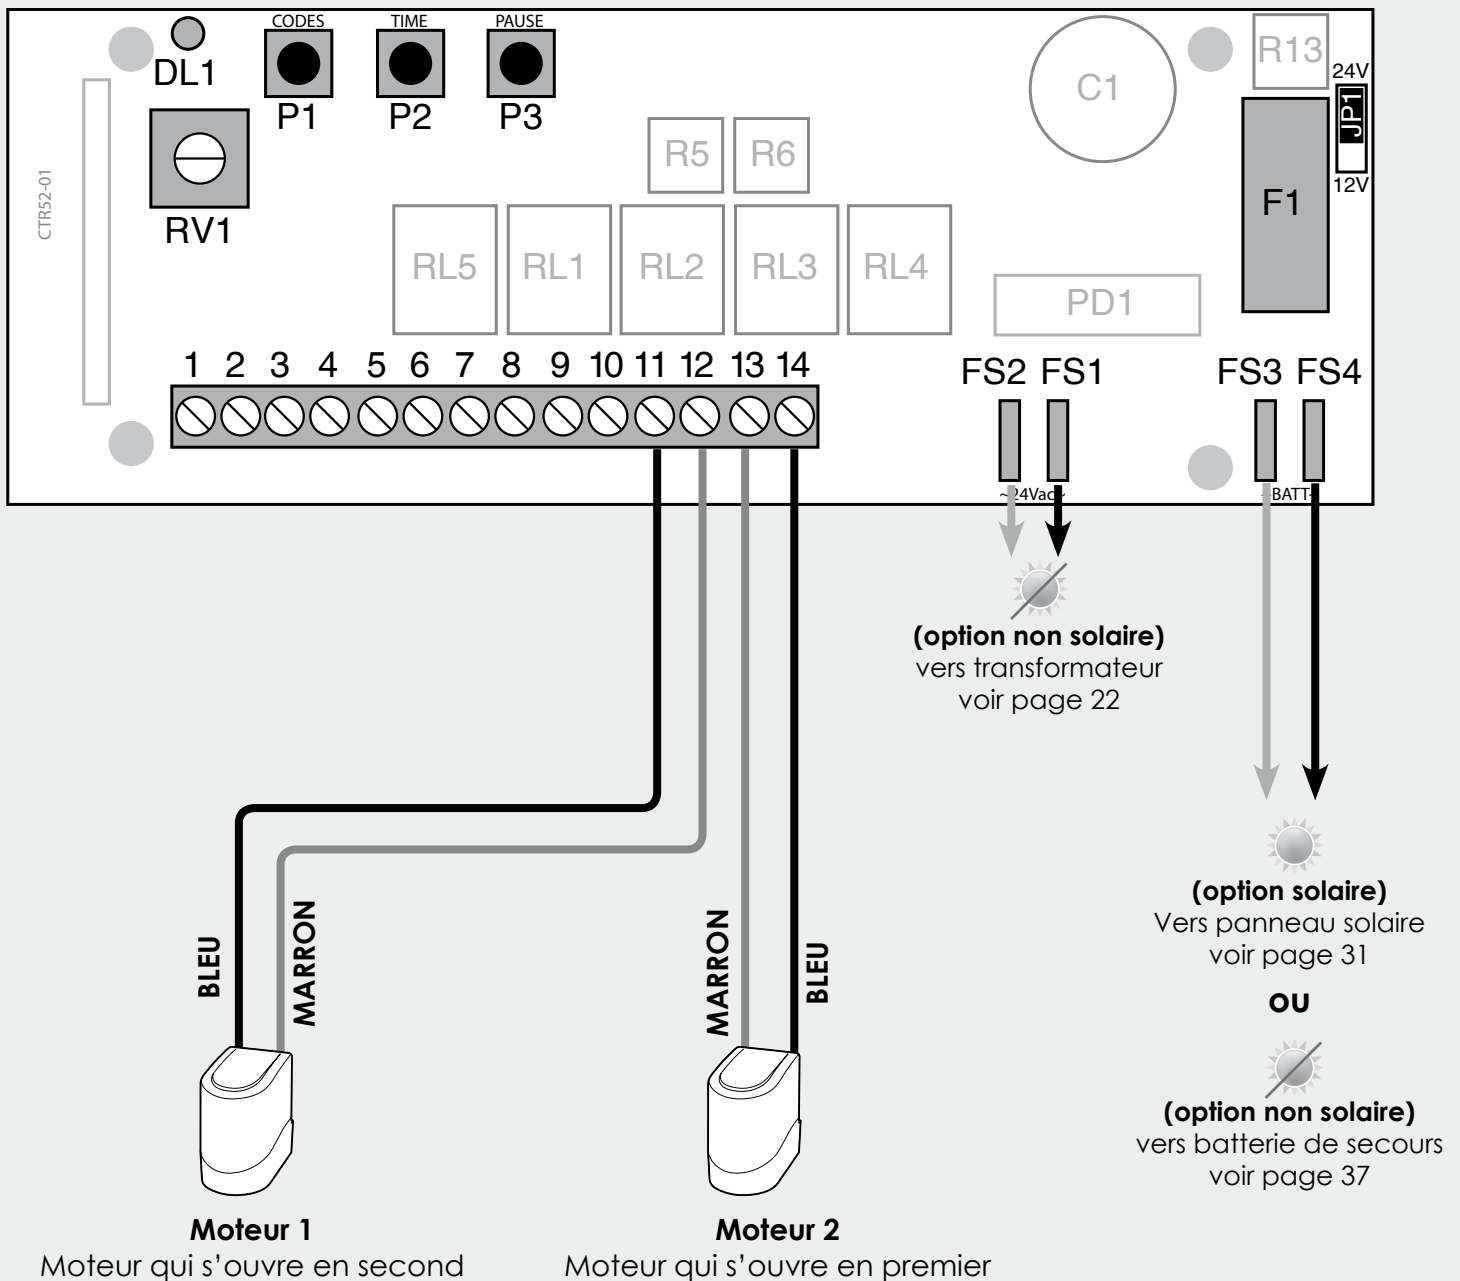 CODES TIME PAUSE
DL1
P1 P2 P3
C1
R13
24V
JP1
12V
F1
CTR52-01
RV1
R5 R6
RL5 RL1 RL2 RL3 RL4
PD1
1 2 3 4 5 6 7 8 9 10 11 12 13 14
FS2 FS1 FS3 FS4
~24Vac~
-BATT+
(option non solaire)
vers transformateur
voir page 22
BLEU
MARRON
MARRON
BLEU
(option solaire)
Vers panneau solaire
voir page 31
ou
(option non solaire)
vers batterie de secours
voir page 37
Moteur 1
Moteur qui s'ouvre en second
Moteur 2
Moteur qui s'ouvre en premier